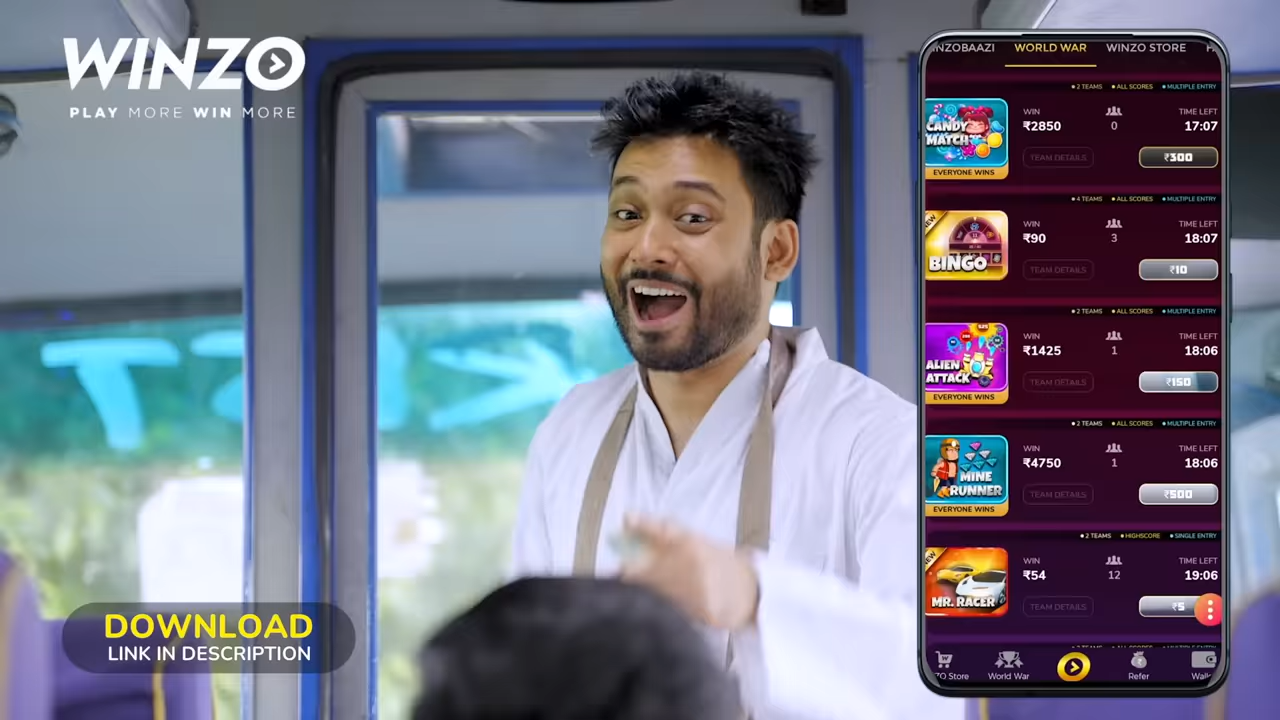 WINZO
PLAY MORE WIN MORE
DOWNLOAD
LINK IN DESCRIPTION
WORLD WAR
WINZO STORE
2 TEAMS ALL SCORES MULTIPLE ENTRY
CANDY MATCH
EVERYONE WINS
WIN
₹2850
0
TIME LEFT
17:07
TEAM DETAILS
₹300
4 TEAMS ALL SCORES MULTIPLE ENTRY
NEW
BINGO
WIN
₹90
3
TIME LEFT
18:07
TEAM DETAILS
₹10
2 TEAMS ALL SCORES MULTIPLE ENTRY
ALIEN ATTACK
EVERYONE WINS
WIN
₹1425
1
TIME LEFT
18:06
TEAM DETAILS
₹150
2 TEAMS ALL SCORES MULTIPLE ENTRY
MINE RUNNER
EVERYONE WINS
WIN
₹4750
1
TIME LEFT
18:06
TEAM DETAILS
₹500
2 TEAMS HIGHSCORE SINGLE ENTRY
NEW
MR. RACER
WIN
₹54
12
TIME LEFT
19:06
TEAM DETAILS
₹5
Store
World War
Refer